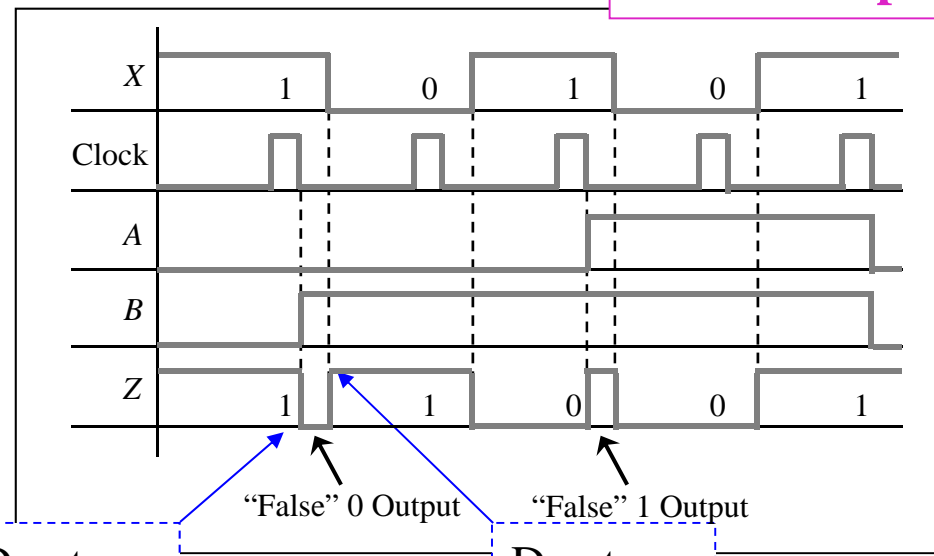 X 1 0 1 0 1
Clock
A
B
Z 1 1 0 0 1
“False” 0 Output “False” 1 Output